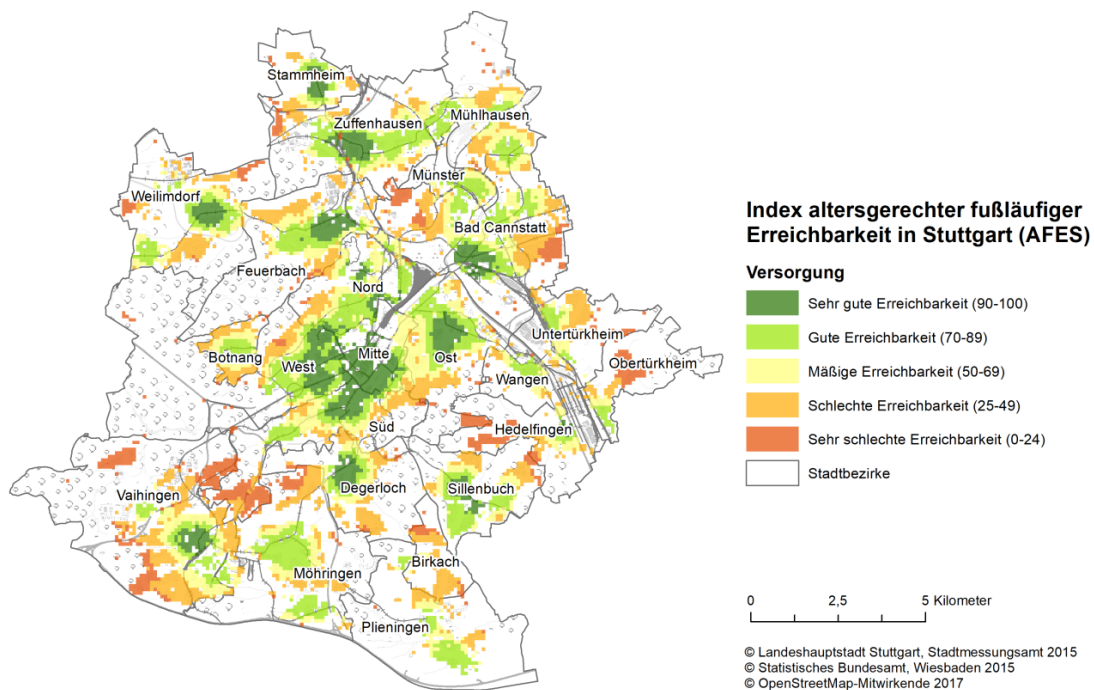 Stammheim
Zuffenhausen
Mühlhausen
Münster
Weilimdorf
Bad Cannstatt
Feuerbach
Nord
Untertürkheim
Botnang
Mitte
Ost
West
Obertürkheim
Wangen
Süd
Hedelfingen
Degerloch
Sillenbuch
Vaihingen
Birkach
Möhringen
Plieningen
Index altersgerechter fußläufiger
Erreichbarkeit in Stuttgart (AFES)
Versorgung
Sehr gute Erreichbarkeit (90-100)
Gute Erreichbarkeit (70-89)
Mäßige Erreichbarkeit (50-69)
Schlechte Erreichbarkeit (25-49)
Sehr schlechte Erreichbarkeit (0-24)
Stadtbezirke
0 2,5 5 Kilometer
© Landeshauptstadt Stuttgart, Stadtmessungsamt 2015
© Statistisches Bundesamt, Wiesbaden 2015
© OpenStreetMap-Mitwirkende 2017